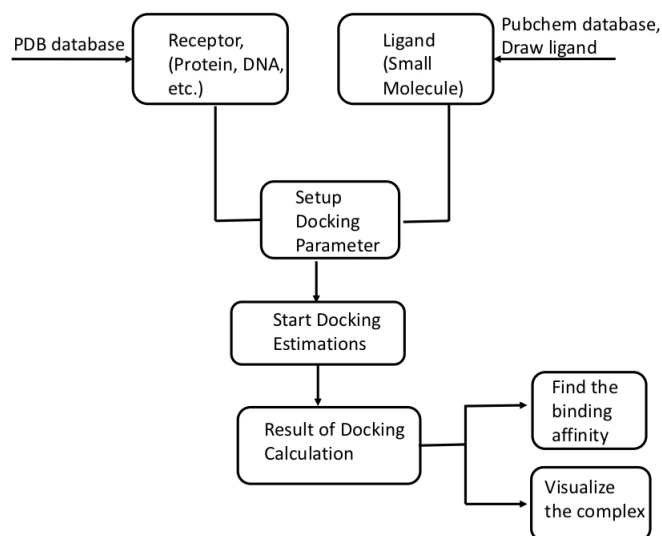 PDB database
Receptor,
(Protein, DNA,
etc.)
Ligand
(Small
Molecule)
Pubchem database,
Draw ligand
Setup
Docking
Parameter
Start Docking
Estimations
Result of Docking
Calculation
Find the
binding
affinity
Visualize
the complex